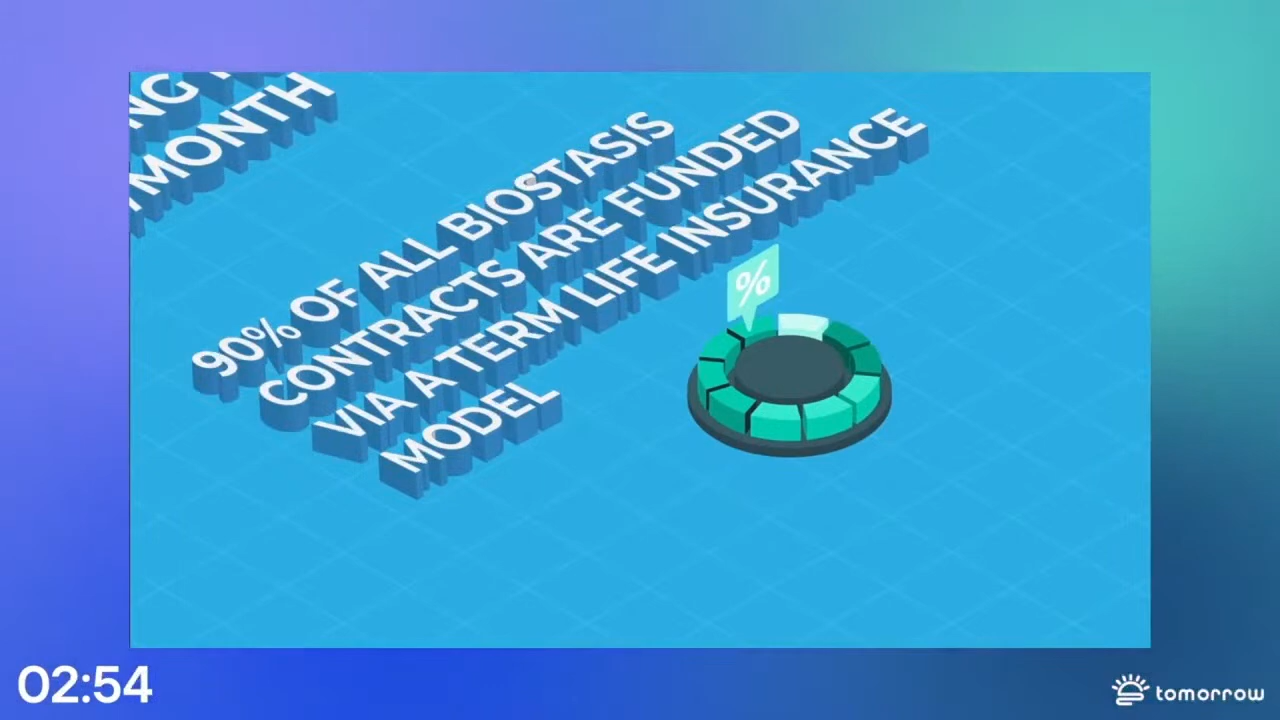 MONTH
90% OF ALL BIOSTASIS
CONTRACTS ARE FUNDED
VIA A TERM LIFE INSURANCE
MODEL
%
02:54
tomorrow